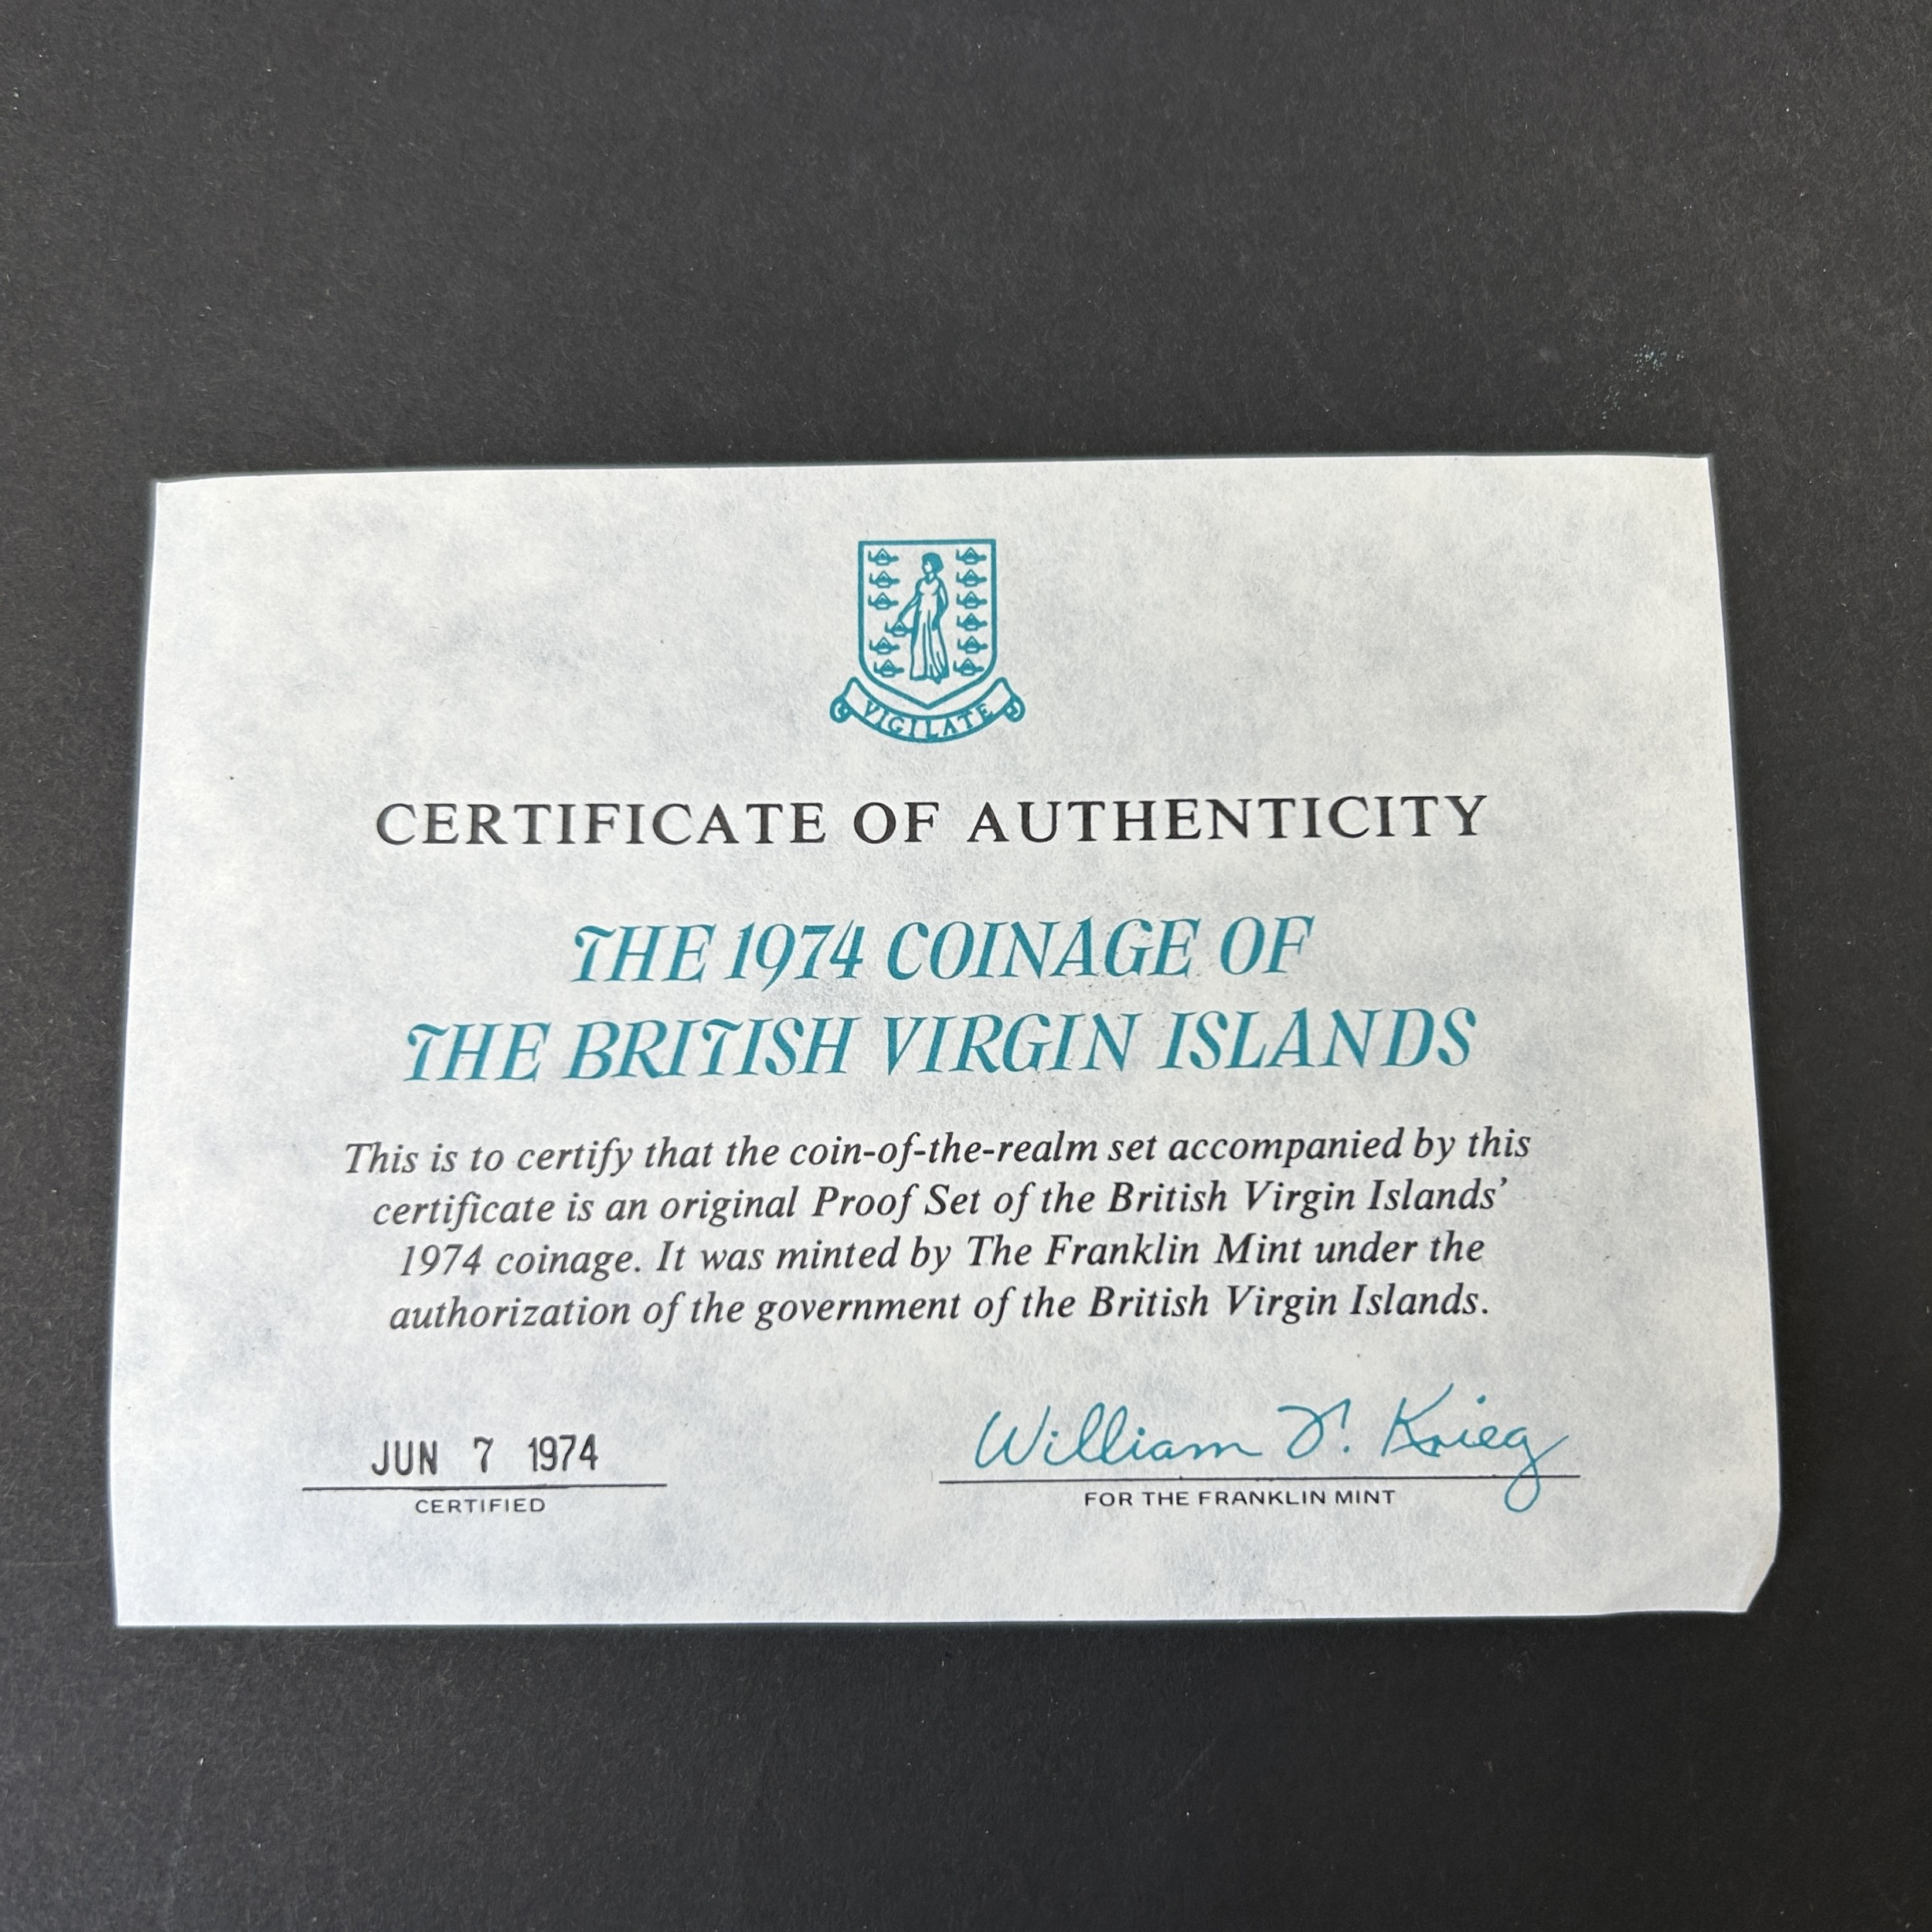 VIGILATE
CERTIFICATE OF AUTHENTICITY
THE 1974 COINAGE OF
THE BRITISH VIRGIN ISLANDS
This is to certify that the coin-of-the-realm set accompanied by this
certificate is an original Proof Set of the British Virgin Islands’
1974 coinage. It was minted by The Franklin Mint under the
authorization of the government of the British Virgin Islands.
JUN 7 1974
CERTIFIED
William T. Krieg
FOR THE FRANKLIN MINT